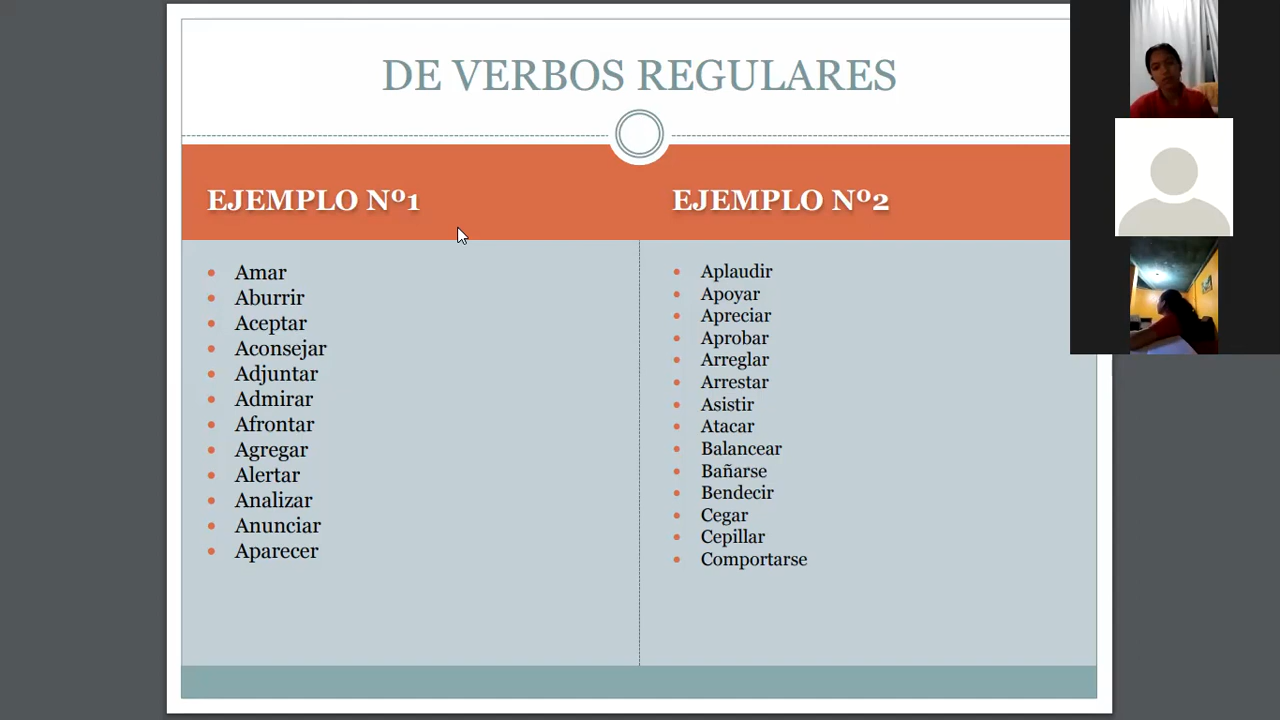 DE VERBOS REGULARES
EJEMPLO Nº1
Amar
Aburrir
Aceptar
Aconsejar
Adjuntar
Admirar
Afrontar
Agregar
Alertar
Analizar
Anunciar
Aparecer
EJEMPLO Nº2
Aplaudir
Apoyar
Apreciar
Aprobar
Arreglar
Arrestar
Asistir
Atacar
Balancear
Bañarse
Bendecir
Cegar
Cepillar
Comportarse